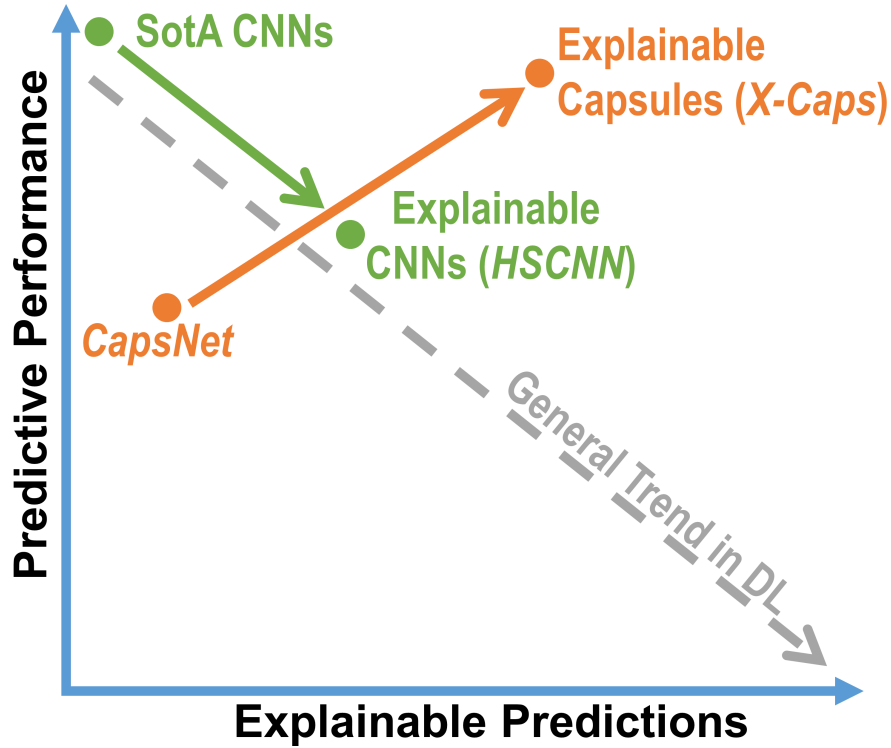 SotA CNNs
Explainable
Capsules (X-Caps)
Explainable
CNNs (HSCNN)
CapsNet
General Trend in DL
Predictive Performance
Explainable Predictions